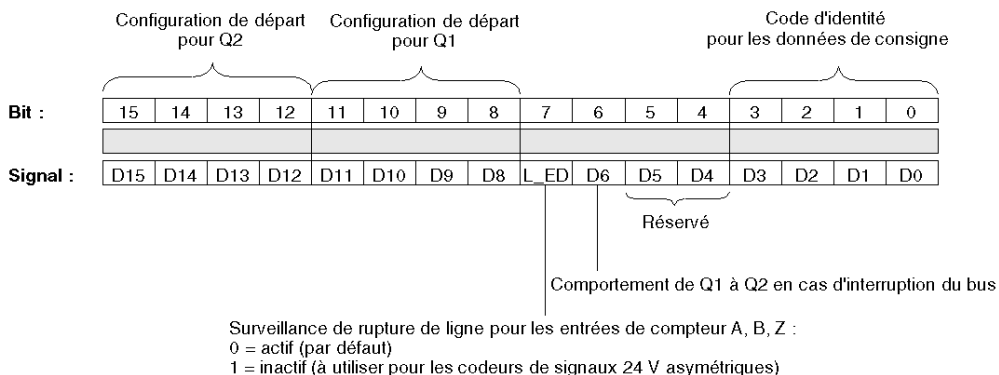 Configuration de départ
pour Q2
Configuration de départ
pour Q1
Code d'identité
pour les données de consigne
Bit : 15 14 13 12 11 10 9 8 7 6 5 4 3 2 1 0
Signal : D15 D14 D13 D12 D11 D10 D9 D8 L_ED D6 D5 D4 D3 D2 D1 D0
Réservé
Comportement de Q1 à Q2 en cas d'interruption du bus
Surveillance de rupture de ligne pour les entrées de compteur A, B, Z :
0 = actif (par défaut)
1 = inactif (à utiliser pour les codeurs de signaux 24 V asymétriques)